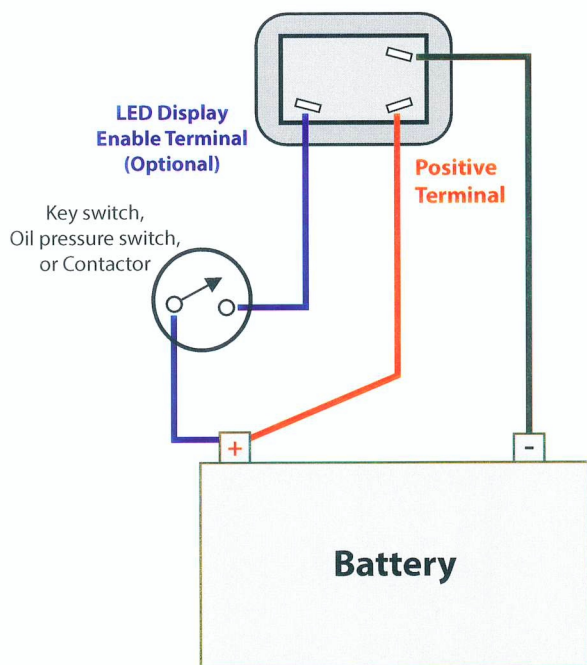 LED Display
Enable Terminal
(Optional)
Positive
Terminal
Key switch,
Oil pressure switch,
or Contactor
+
-
Battery